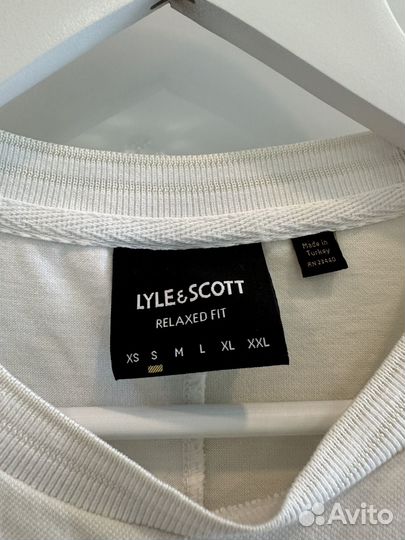 LYLE&SCOTT
RELAXED FIT
XS S M L XL XXL
Made in
Turkey
Avito